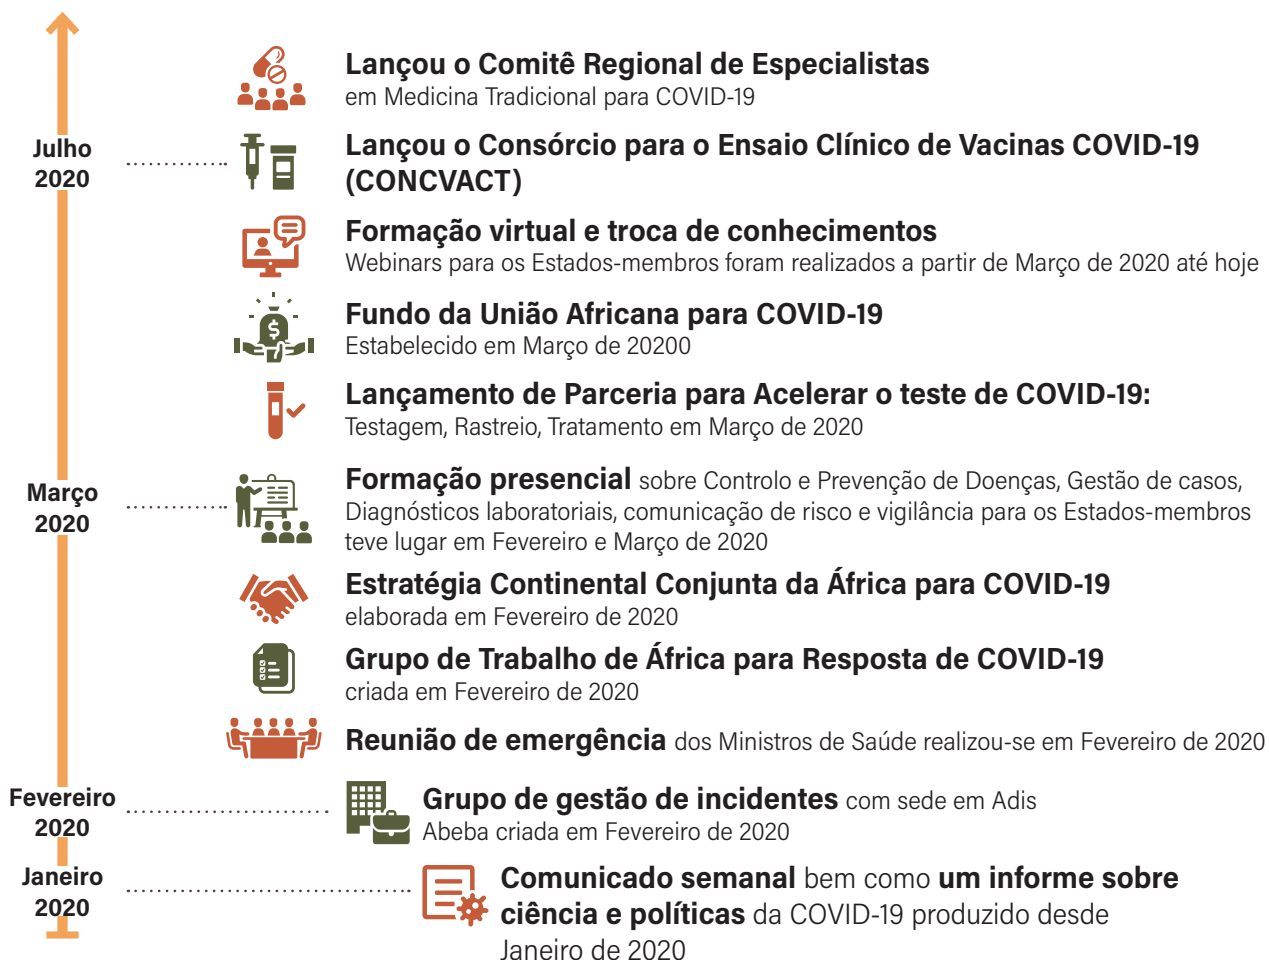 Lançou o Comitê Regional de Especialistas
em Medicina Tradicional para COVID-19
Julho
2020
Lançou o Consórcio para o Ensaio Clínico de Vacinas COVID-19
(CONCVACT)
Formação virtual e troca de conhecimentos
Webinars para os Estados-membros foram realizados a partir de Março de 2020 até hoje
Fundo da União Africana para COVID-19
Estabelecido em Março de 20200
Lançamento de Parceria para Acelerar o teste de COVID-19:
Testagem, Rastreio, Tratamento em Março de 2020
Março
2020
Formação presencial sobre Controlo e Prevenção de Doenças, Gestão de casos,
Diagnósticos laboratoriais, comunicação de risco e vigilância para os Estados-membros
teve lugar em Fevereiro e Março de 2020
Estratégia Continental Conjunta da África para COVID-19
elaborada em Fevereiro de 2020
Grupo de Trabalho de África para Resposta de COVID-19
criada em Fevereiro de 2020
Reunião de emergência dos Ministros de Saúde realizou-se em Fevereiro de 2020
Fevereiro
2020
Grupo de gestão de incidentes com sede em Adis
Abeba criada em Fevereiro de 2020
Janeiro
2020
Comunicado semanal bem como um informe sobre
ciência e políticas da COVID-19 produzido desde
Janeiro de 2020